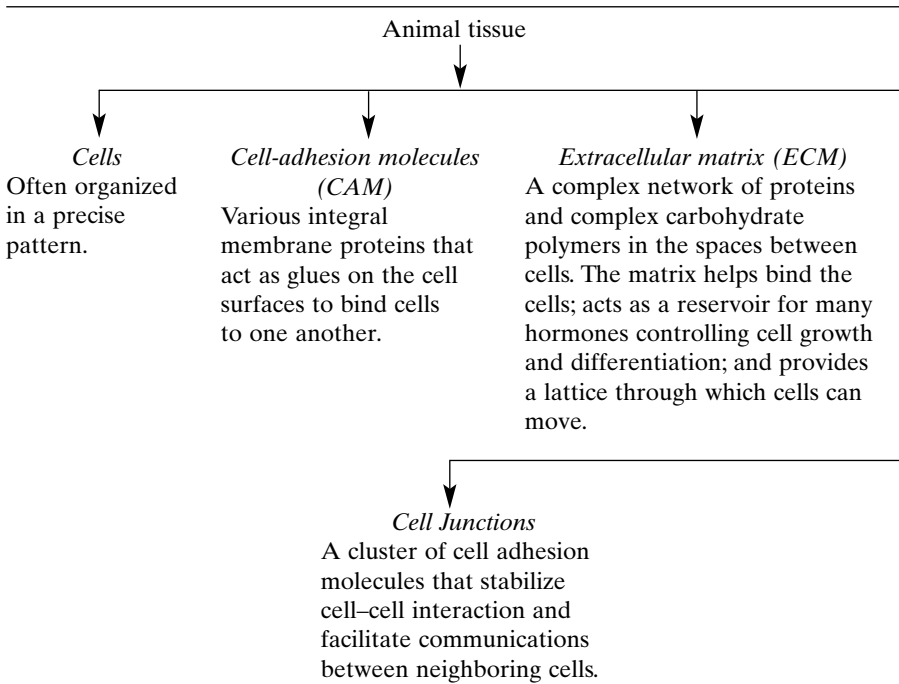 Animal tissue
Cells
Often organized
in a precise
pattern.
Cell-adhesion molecules
(CAM)
Various integral
membrane proteins that
act as glues on the cell
surfaces to bind cells
to one another.
Extracellular matrix (ECM)
A complex network of proteins
and complex carbohydrate
polymers in the spaces between
cells. The matrix helps bind the
cells; acts as a reservoir for many
hormones controlling cell growth
and differentiation; and provides
a lattice through which cells can
move.
Cell Junctions
A cluster of cell adhesion
molecules that stabilize
cell–cell interaction and
facilitate communications
between neighboring cells.